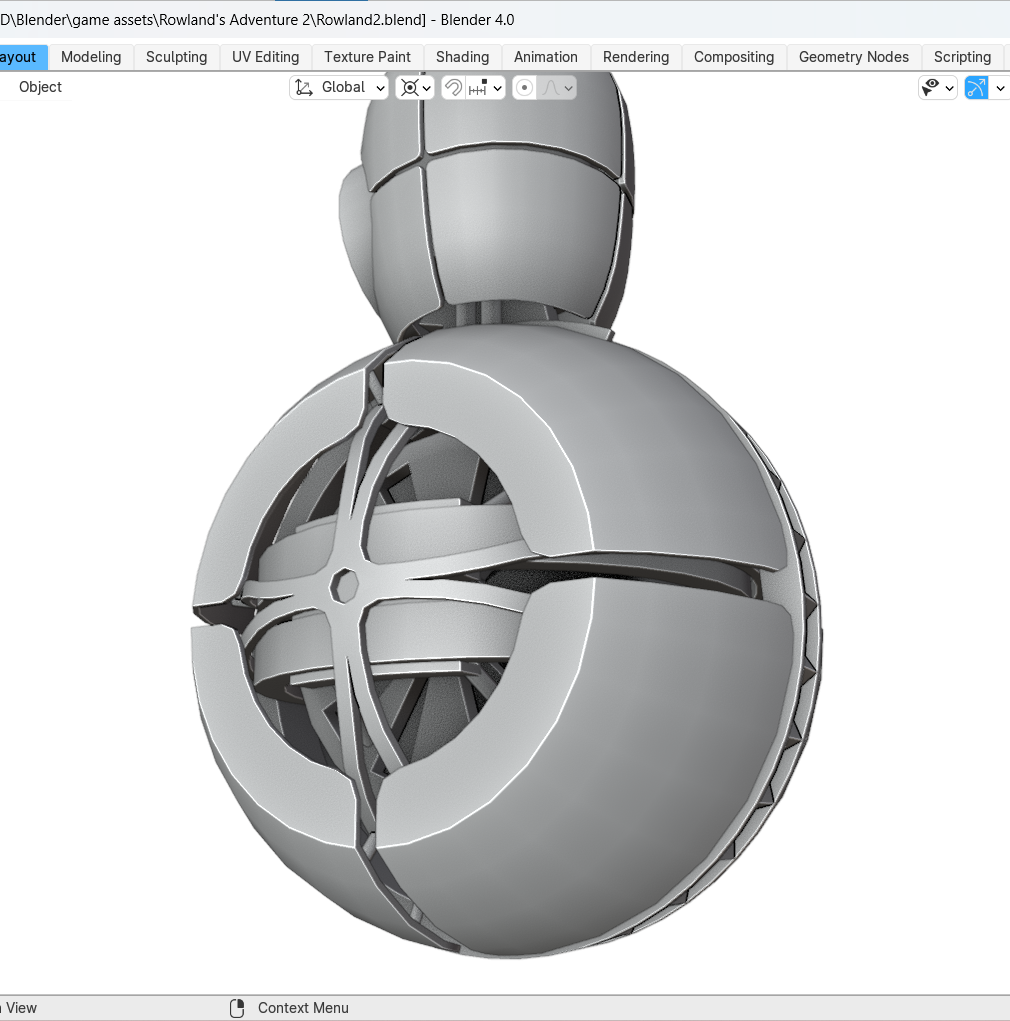 D\Blender\game assets\Rowland's Adventure 2\Rowland2.blend] - Blender 4.0
ayout Modeling Sculpting UV Editing Texture Paint Shading Animation Rendering Compositing Geometry Nodes Scripting
Object Global
View Context Menu